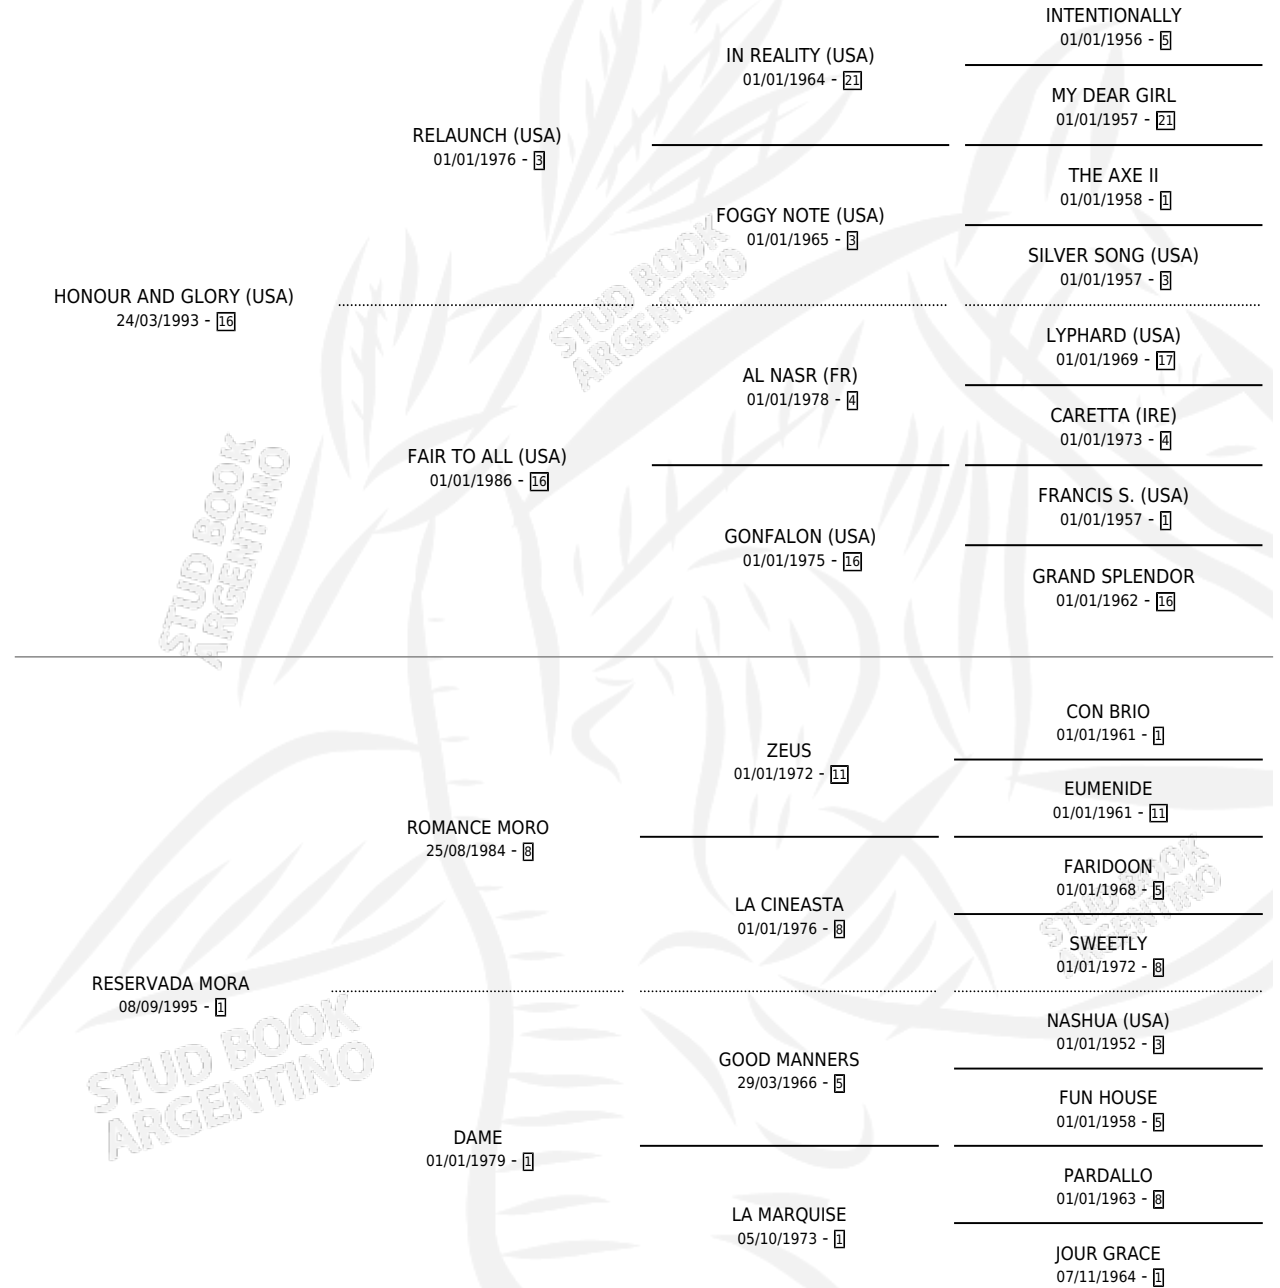 INTENTIONALLY
01/01/1956 - 5
IN REALITY (USA)
01/01/1964 - 21
MY DEAR GIRL
01/01/1957 - 21
RELAUNCH (USA)
01/01/1976 - 3
THE AXE II
01/01/1958 - 1
FOGGY NOTE (USA)
01/01/1965 - 3
SILVER SONG (USA)
01/01/1957 - 3
HONOUR AND GLORY (USA)
24/03/1993 - 16
LYPHARD (USA)
01/01/1969 - 17
AL NASR (FR)
01/01/1978 - 4
CARETTA (IRE)
01/01/1973 - 4
FAIR TO ALL (USA)
01/01/1986 - 16
FRANCIS S. (USA)
01/01/1957 - 1
GONFALON (USA)
01/01/1975 - 16
GRAND SPLENDOR
01/01/1962 - 16
CON BRIO
01/01/1961 - 1
ZEUS
01/01/1972 - 11
EUMENIDE
01/01/1961 - 11
ROMANCE MORO
25/08/1984 - 8
FARIDOON
01/01/1968 - 5
LA CINEASTA
01/01/1976 - 8
SWEETLY
01/01/1972 - 8
RESERVADA MORA
08/09/1995 - 1
NASHUA (USA)
01/01/1952 - 3
GOOD MANNERS
29/03/1966 - 5
FUN HOUSE
01/01/1958 - 5
DAME
01/01/1979 - 1
PARDALLO
01/01/1963 - 8
LA MARQUISE
05/10/1973 - 1
JOUR GRACE
07/11/1964 - 1
STUD BOOK
ARGENTINO
STUD BOOK
ARGENTINO
STUD BOOK
ARGENTINO
STUD BOOK
ARGENTINO